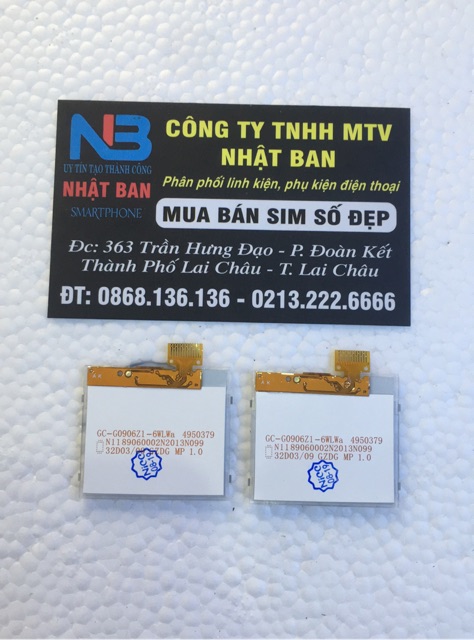 NB
CÔNG TY TNHH MTV
NHẬT BAN
UY TÍN TẠO THÀNH CÔNG
NHẬT BAN
SMARTPHONE
Phân phối linh kiện, phụ kiện điện thoại
MUA BÁN SIM SỐ ĐẸP
Đc: 363 Trần Hưng Đạo - P. Đoàn Kết
Thành Phố Lai Châu - T. Lai Châu
ĐT: 0868.136.136 - 0213.222.6666
GC-G0906Z1-6WLWa 4950379
N1189060002N2013N099
32D03/09 GZDG MP 1.0
GC-G0906Z1-6WLWa 4950379
N1189060002N2013N099
32D03/09 GZDG MP 1.0